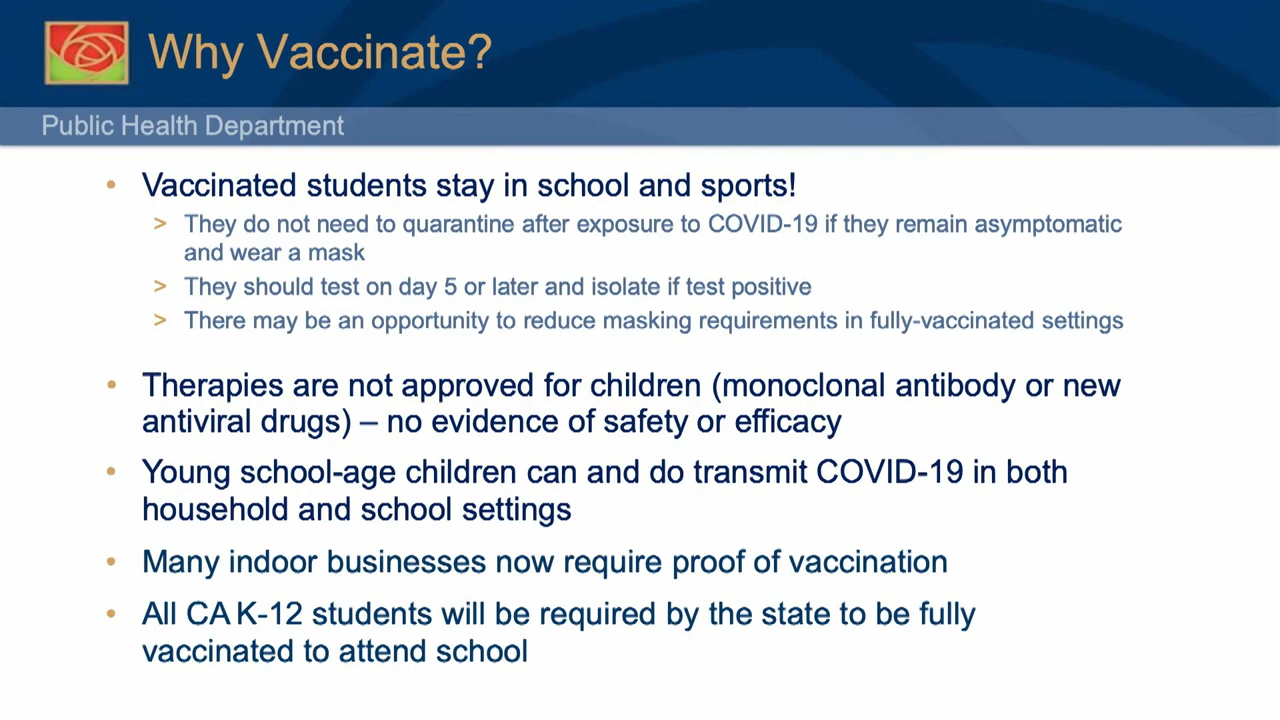 Why Vaccinate?
Public Health Department
• Vaccinated students stay in school and sports!
> They do not need to quarantine after exposure to COVID-19 if they remain asymptomatic
and wear a mask
> They should test on day 5 or later and isolate if test positive
> There may be an opportunity to reduce masking requirements in fully-vaccinated settings
• Therapies are not approved for children (monoclonal antibody or new
antiviral drugs) – no evidence of safety or efficacy
• Young school-age children can and do transmit COVID-19 in both
household and school settings
• Many indoor businesses now require proof of vaccination
• All CA K-12 students will be required by the state to be fully
vaccinated to attend school